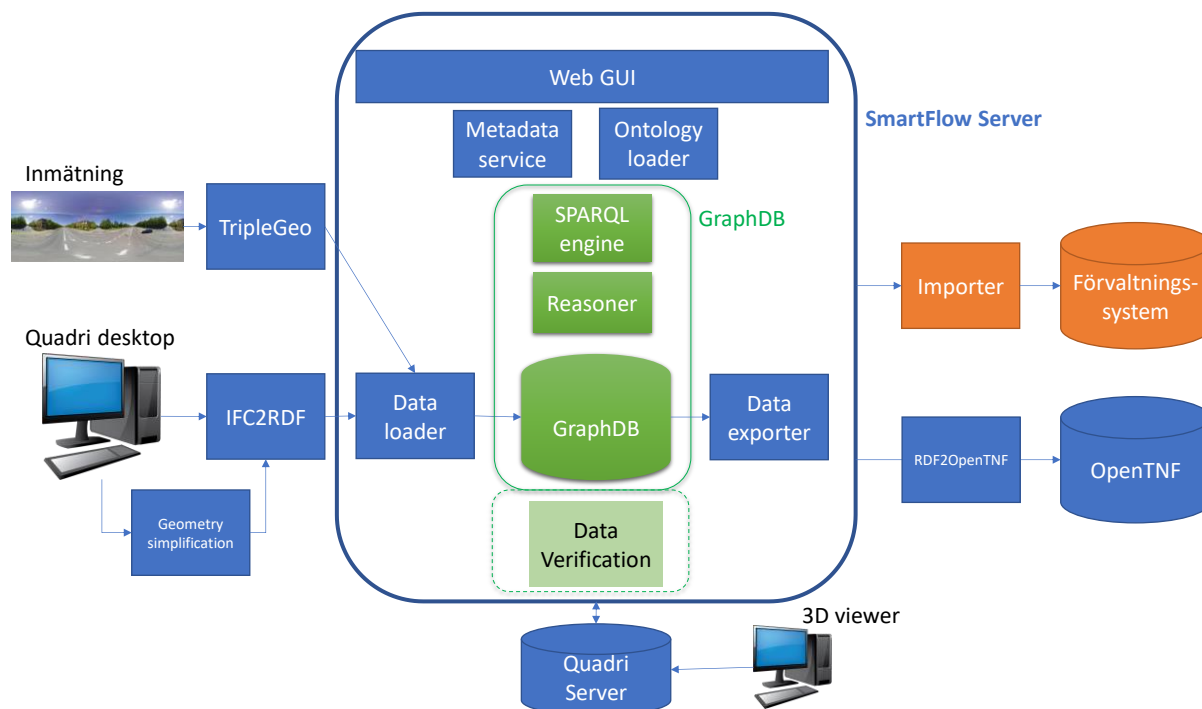 Web GUI
SmartFlow Server
Metadata
service
Ontology
loader
Inmätning
TripleGeo
SPARQL
engine
GraphDB
Reasoner
Importer
Förvaltnings-
system
Quadri desktop
IFC2RDF
Data
loader
GraphDB
Data
exporter
RDF2OpenTNF
OpenTNF
Geometry
simplification
Data
Verification
3D viewer
Quadri
Server